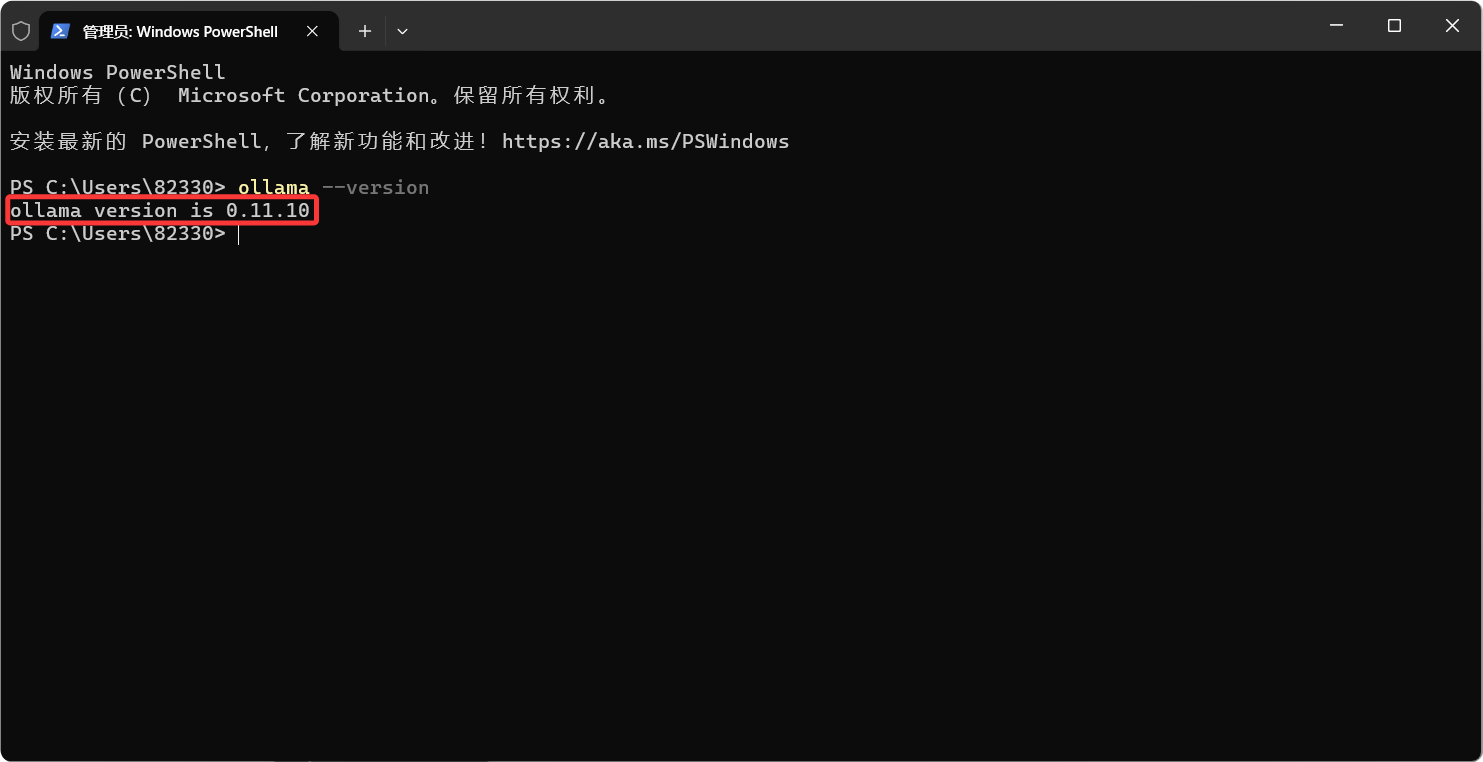 管理员: Windows PowerShell
Windows PowerShell
版权所有（C） Microsoft Corporation。保留所有权利。
安装最新的 PowerShell，了解新功能和改进！https://aka.ms/PSWindows
PS C:\Users\82330> ollama --version
ollama version is 0.11.10
PS C:\Users\82330>